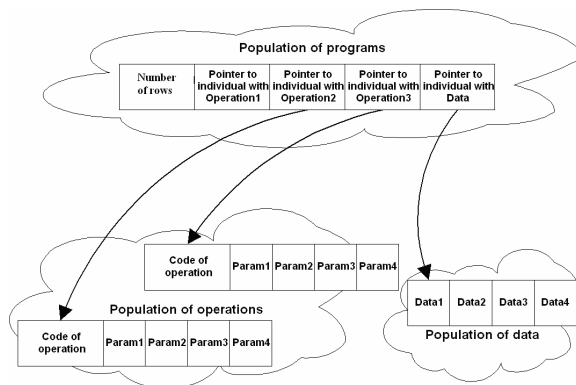 Population of programs
Number of rows
Pointer to individual with Operation1
Pointer to individual with Operation2
Pointer to individual with Operation3
Pointer to individual with Data
Code of operation
Param1
Param2
Param3
Param4
Population of operations
Code of operation
Param1
Param2
Param3
Param4
Data1
Data2
Data3
Data4
Population of data